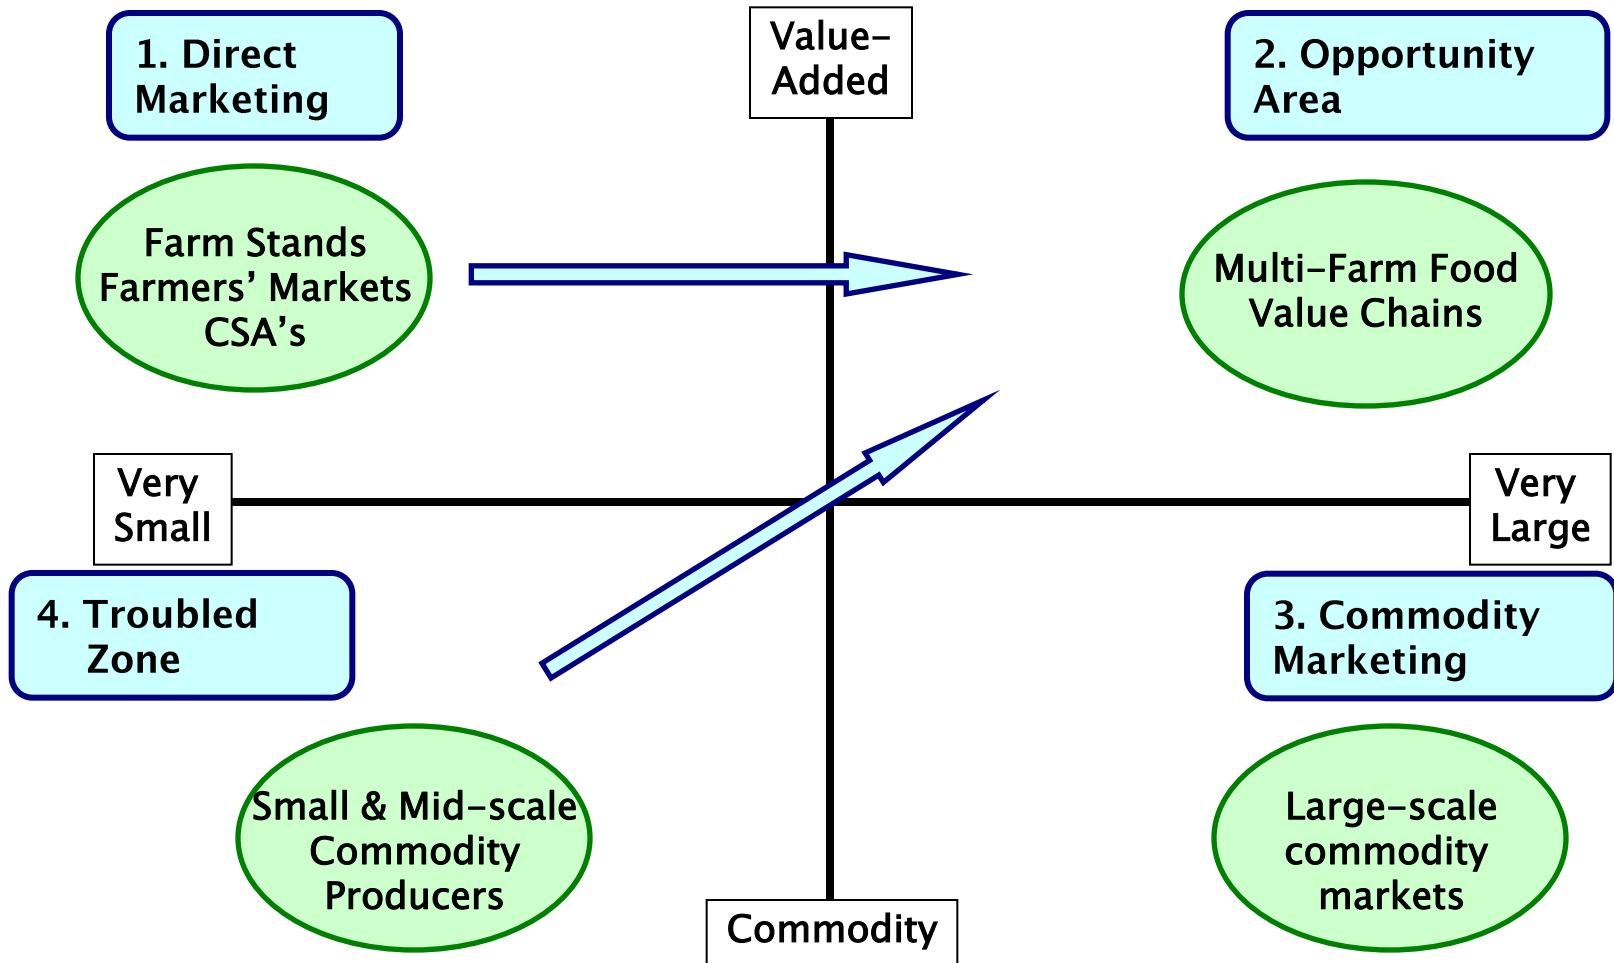 1. Direct
Marketing
Value-
Added
2. Opportunity
Area
Farm Stands
Farmers’ Markets
CSA’s
Multi-Farm Food
Value Chains
Very
Small
Very
Large
4. Troubled
Zone
3. Commodity
Marketing
Small & Mid-scale
Commodity
Producers
Large-scale
commodity
markets
Commodity